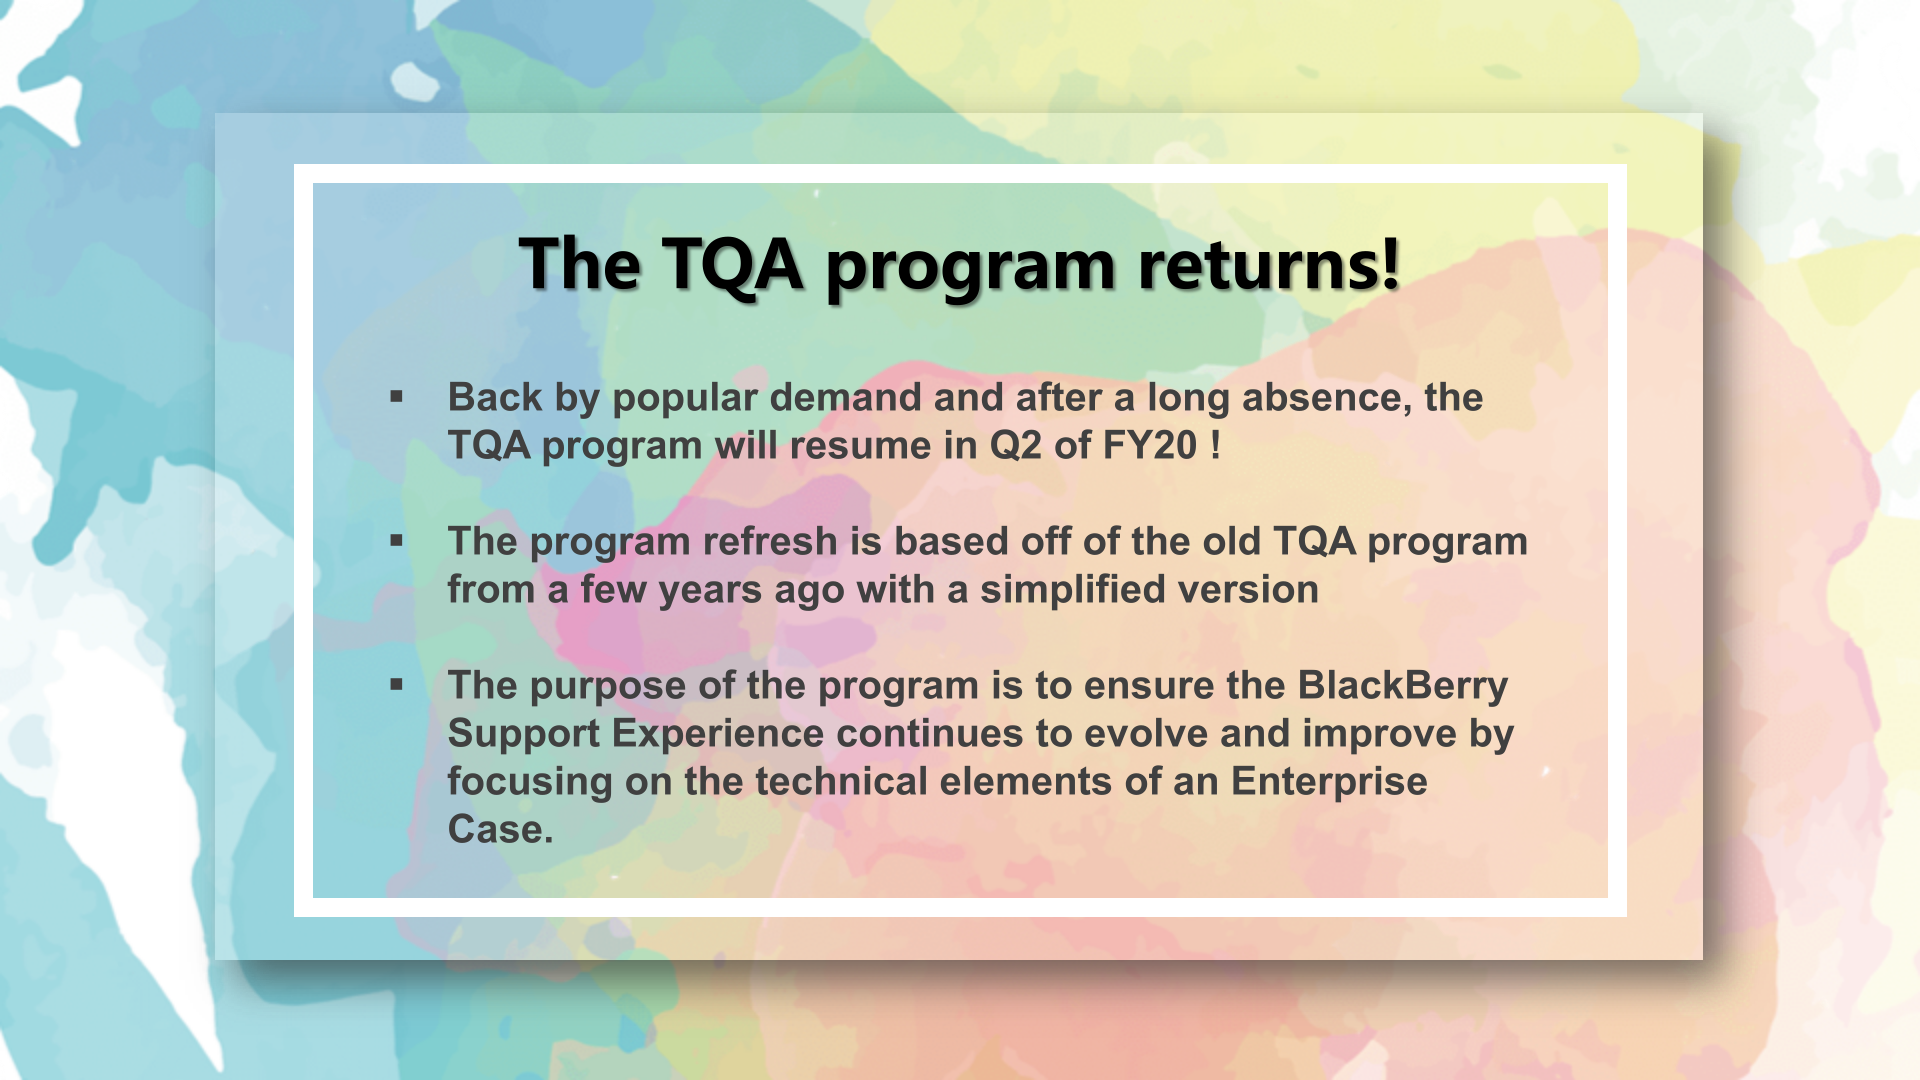 The TQA program returns!
▪ Back by popular demand and after a long absence, the
TQA program will resume in Q2 of FY20 !
▪ The program refresh is based off of the old TQA program
from a few years ago with a simplified version
▪ The purpose of the program is to ensure the BlackBerry
Support Experience continues to evolve and improve by
focusing on the technical elements of an Enterprise
Case.